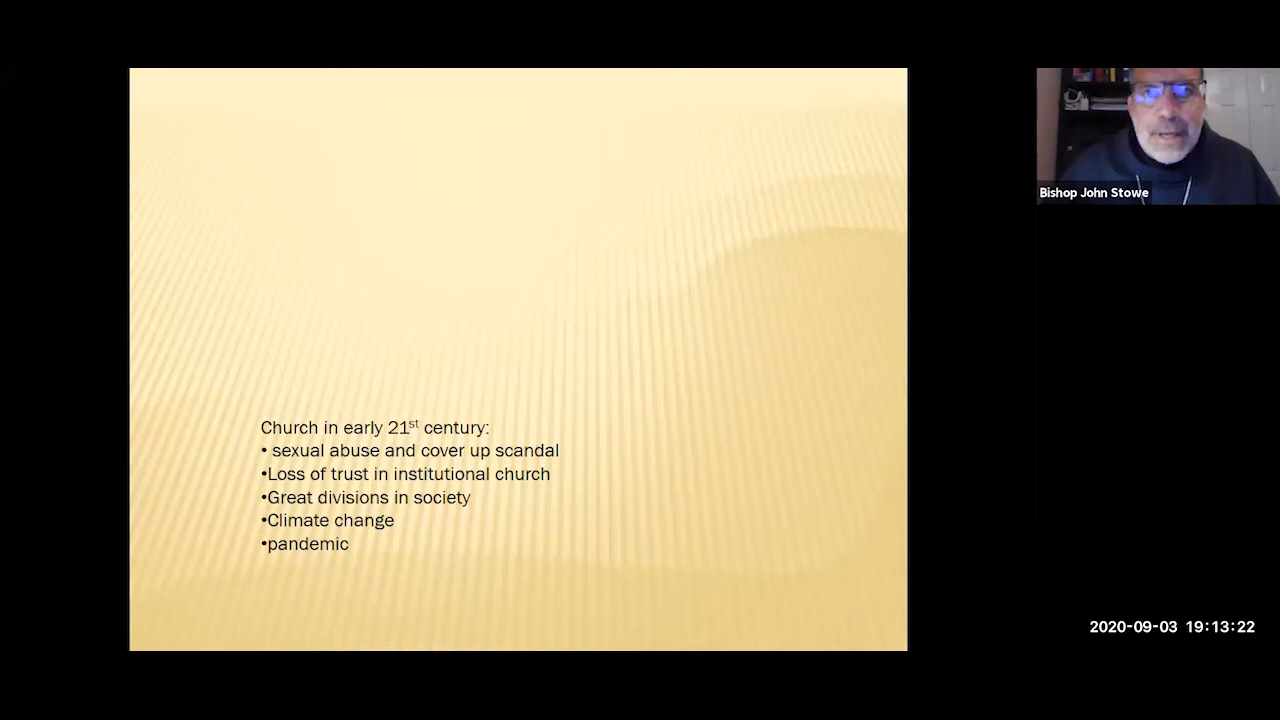 Church in early 21st century:
• sexual abuse and cover up scandal
•Loss of trust in institutional church
•Great divisions in society
•Climate change
•pandemic
Bishop John Stowe
2020-09-03 19:13:22